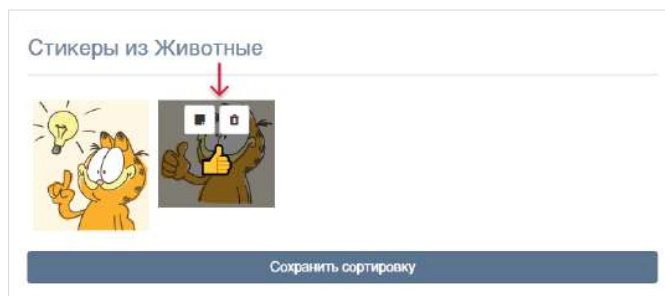 Стикеры из Животные
Сохранить сортировку